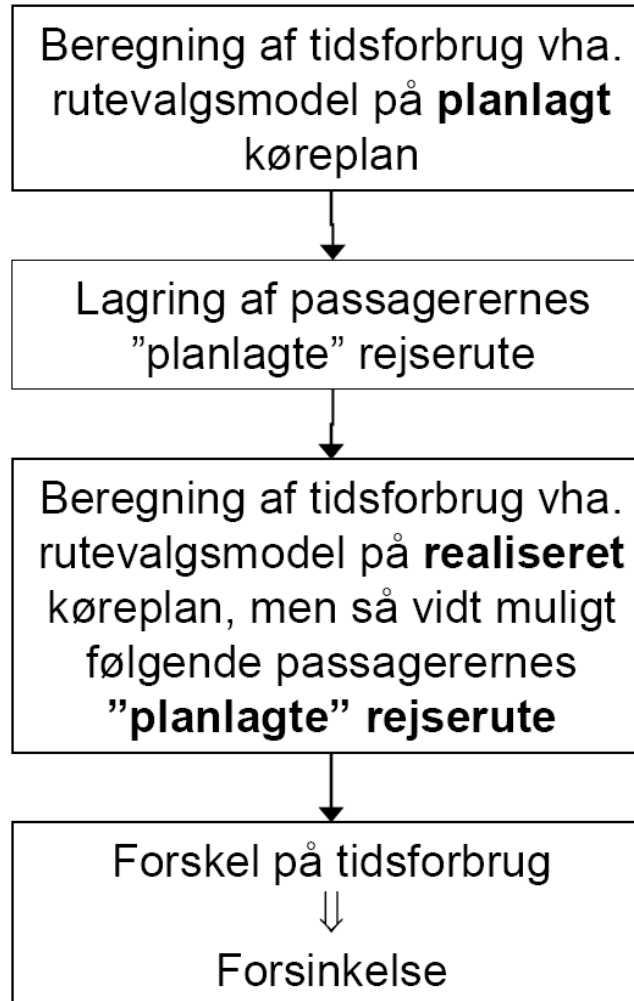 Beregning af tidsforbrug vha.
rutevalgsmodel på planlagt
køreplan
Lagring af passagerernes
”planlagte” rejserute
Beregning af tidsforbrug vha.
rutevalgsmodel på realiseret
køreplan, men så vidt muligt
følgende passagerernes
”planlagte” rejserute
Forskel på tidsforbrug
⇓
Forsinkelse